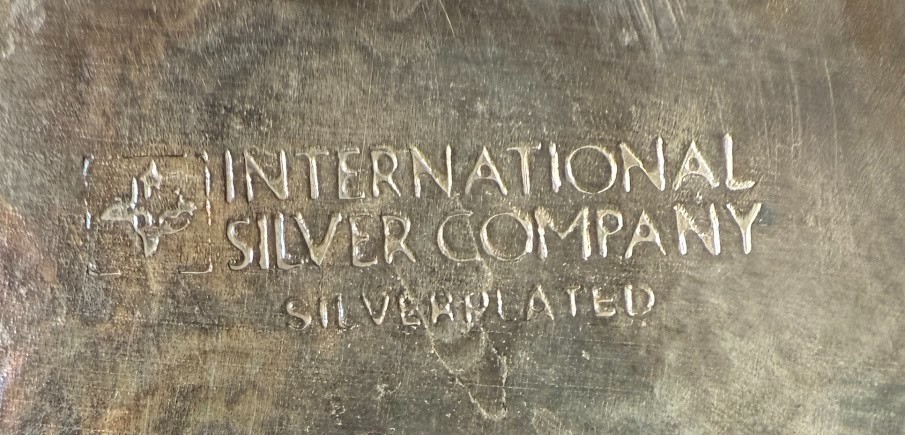 INTERNATIONAL
SILVER COMPANY
SILVERPLATED